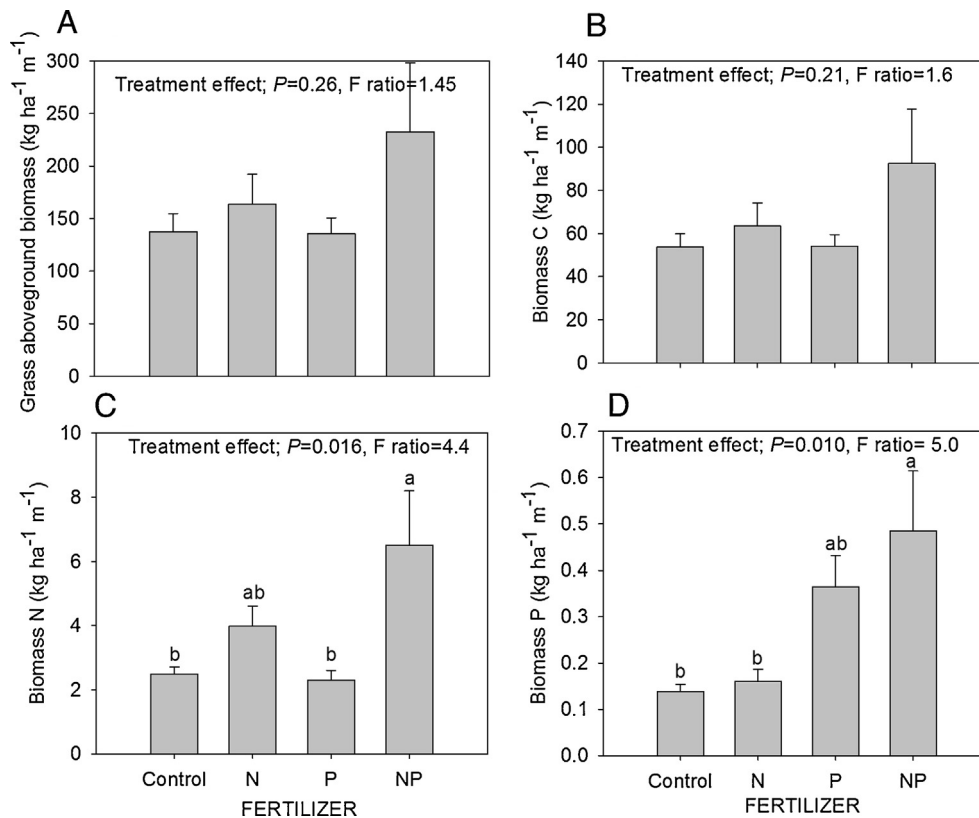 A
Grass aboveground biomass (kg ha⁻¹ m⁻¹)
300
250
200
150
100
50
0
Treatment effect; P=0.26, F ratio=1.45
B
Biomass C (kg ha⁻¹ m⁻¹)
140
120
100
80
60
40
20
0
Treatment effect; P=0.21, F ratio=1.6
C
Biomass N (kg ha⁻¹ m⁻¹)
10
8
6
4
2
0
Treatment effect; P=0.016, F ratio=4.4
b
ab
b
a
Control N P NP
FERTILIZER
D
Biomass P (kg ha⁻¹ m⁻¹)
0.7
0.6
0.5
0.4
0.3
0.2
0.1
0.0
Treatment effect; P=0.010, F ratio= 5.0
b
b
ab
a
Control N P NP
FERTILIZER